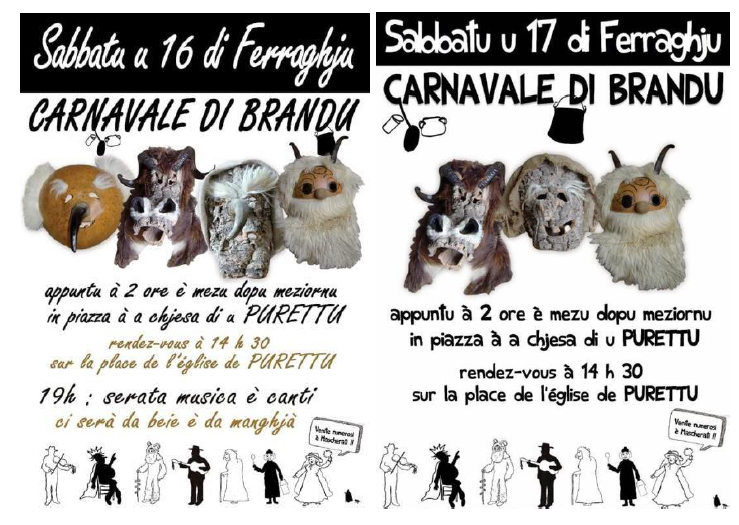 Sabbatu u 16 di Ferraghju
CARNAVALE DI BRANDU
appuntu à 2 ore è mezu dopu meziornu
in piazza à a chjesa di u PURETTU
rendez-vous à 14 h 30
sur la place de l'église de PURETTU
19h : serata musica è canti
ci serà da beie è da manghjà
Venite numerosi
è Mascherati !!
Sabbatu u 17 di Ferraghju
CARNAVALE DI BRANDU
appuntu à 2 ore è mezu dopu meziornu
in piazza à a chjesa di u PURETTU
rendez-vous à 14 h 30
sur la place de l'église de PURETTU
Venite numerosi
è Mascherati !!